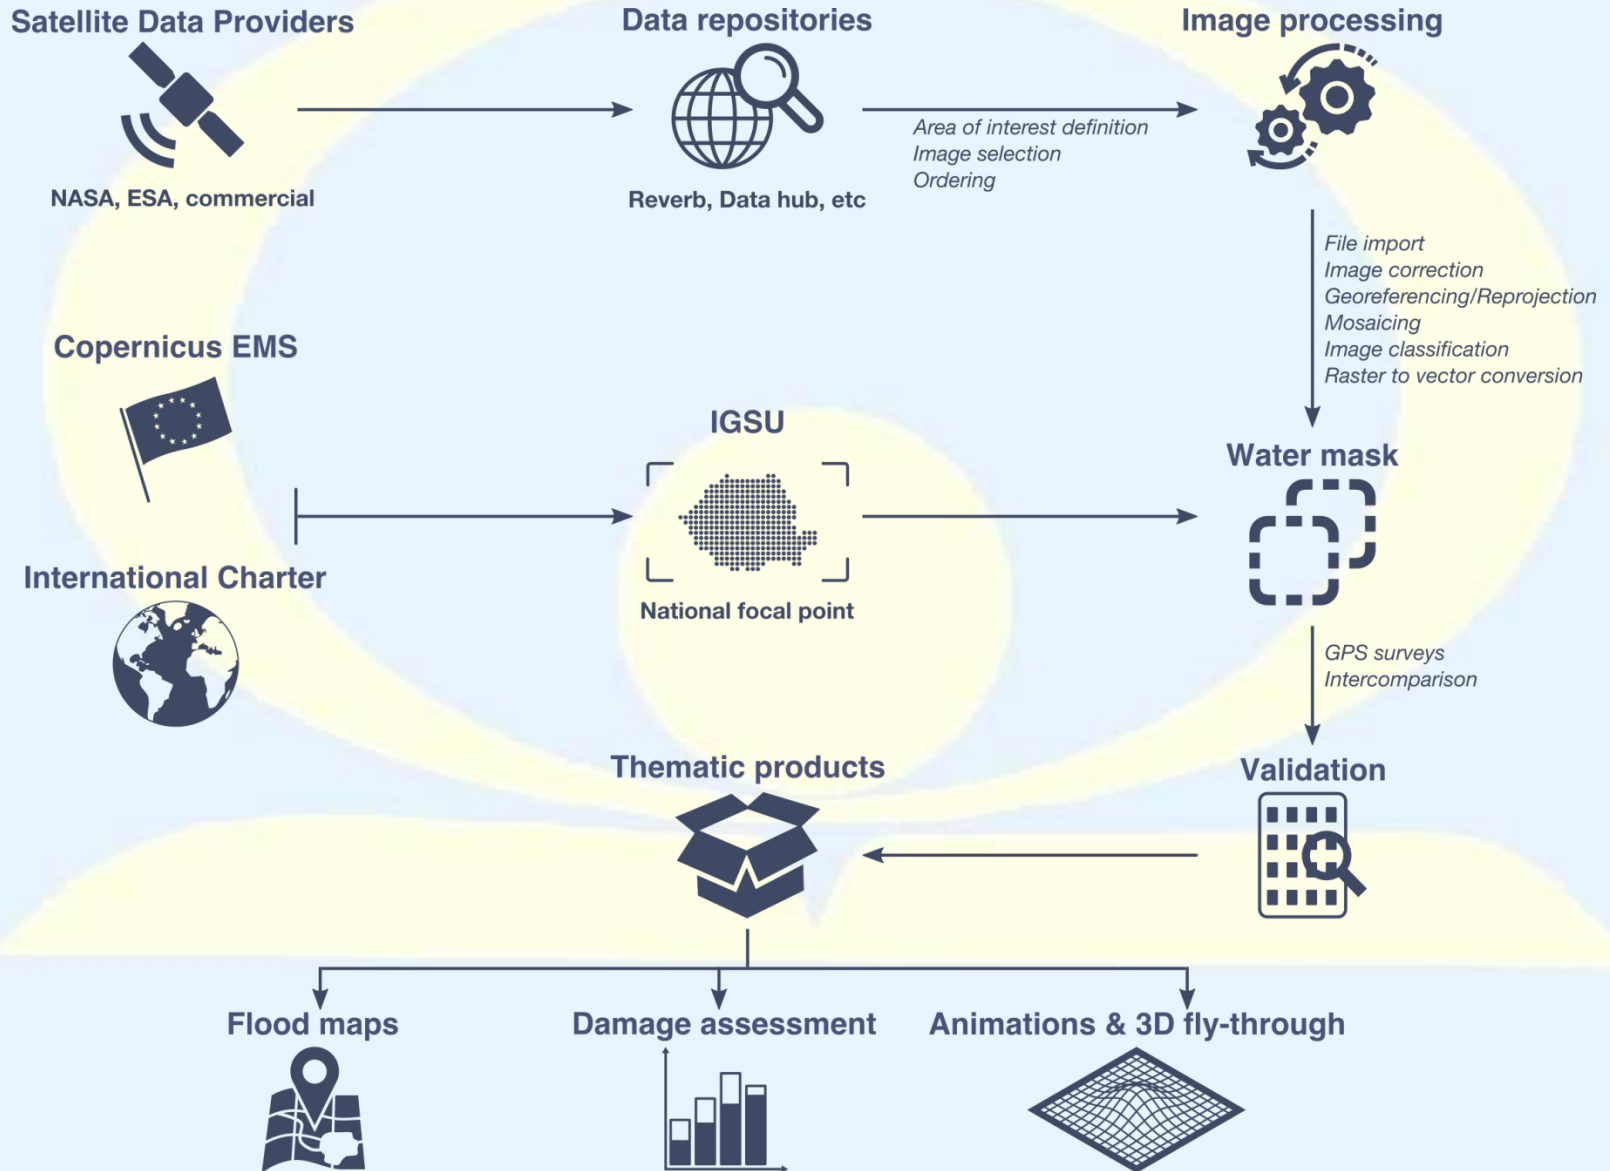 Satellite Data Providers
NASA, ESA, commercial
Data repositories
Reverb, Data hub, etc
Area of interest definition
Image selection
Ordering
Image processing
File import
Image correction
Georeferencing/Reprojection
Mosaicing
Image classification
Raster to vector conversion
Copernicus EMS
International Charter
IGSU
National focal point
Water mask
GPS surveys
Intercomparison
Validation
Thematic products
Flood maps
Damage assessment
Animations & 3D fly-through